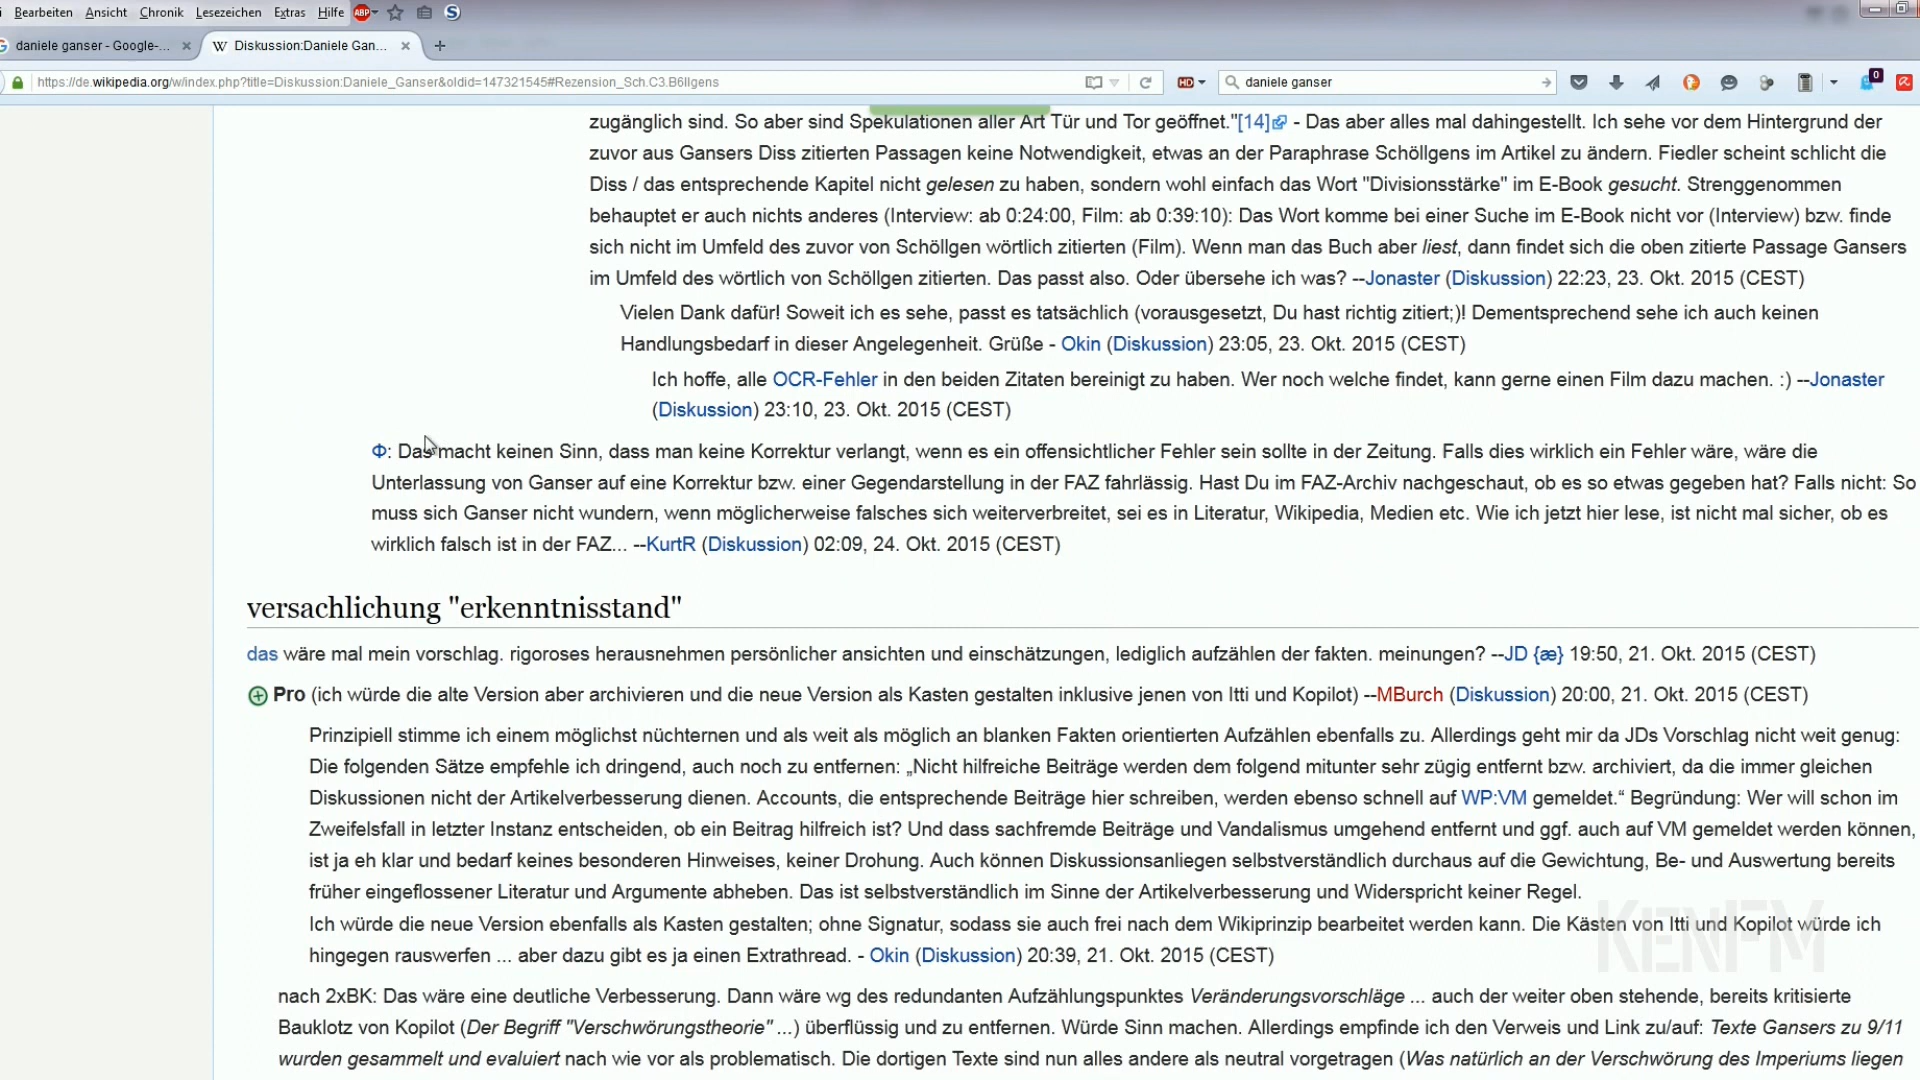 Bearbeiten Ansicht Chronik Lesezeichen Extras Hilfe ABP S
daniele ganser - Google-... × W Diskussion:Daniele Gan... × +
https://de.wikipedia.org/w/index.php?title=Diskussion:Daniele_Ganser&oldid=147321545#Rezension_Sch.C3.B6llgens HD daniele ganser 0
zugänglich sind. So aber sind Spekulationen aller Art Tür und Tor geöffnet."[14] - Das aber alles mal dahingestellt. Ich sehe vor dem Hintergrund der
zuvor aus Gansers Diss zitierten Passagen keine Notwendigkeit, etwas an der Paraphrase Schöllgens im Artikel zu ändern. Fiedler scheint schlicht die
Diss / das entsprechende Kapitel nicht gelesen zu haben, sondern wohl einfach das Wort "Divisionsstärke" im E-Book gesucht. Strenggenommen
behauptet er auch nichts anderes (Interview: ab 0:24:00, Film: ab 0:39:10): Das Wort komme bei einer Suche im E-Book nicht vor (Interview) bzw. finde
sich nicht im Umfeld des zuvor von Schöllgen wörtlich zitierten (Film). Wenn man das Buch aber liest, dann findet sich die oben zitierte Passage Gansers
im Umfeld des wörtlich von Schöllgen zitierten. Das passt also. Oder übersehe ich was? --Jonaster (Diskussion) 22:23, 23. Okt. 2015 (CEST)
Vielen Dank dafür! Soweit ich es sehe, passt es tatsächlich (vorausgesetzt, Du hast richtig zitiert;)! Dementsprechend sehe ich auch keinen
Handlungsbedarf in dieser Angelegenheit. Grüße - Okin (Diskussion) 23:05, 23. Okt. 2015 (CEST)
Ich hoffe, alle OCR-Fehler in den beiden Zitaten bereinigt zu haben. Wer noch welche findet, kann gerne einen Film dazu machen. :) --Jonaster
(Diskussion) 23:10, 23. Okt. 2015 (CEST)
Φ: Das macht keinen Sinn, dass man keine Korrektur verlangt, wenn es ein offensichtlicher Fehler sein sollte in der Zeitung. Falls dies wirklich ein Fehler wäre, wäre die
Unterlassung von Ganser auf eine Korrektur bzw. einer Gegendarstellung in der FAZ fahrlässig. Hast Du im FAZ-Archiv nachgeschaut, ob es so etwas gegeben hat? Falls nicht: So
muss sich Ganser nicht wundern, wenn möglicherweise falsches sich weiterverbreitet, sei es in Literatur, Wikipedia, Medien etc. Wie ich jetzt hier lese, ist nicht mal sicher, ob es
wirklich falsch ist in der FAZ... --KurtR (Diskussion) 02:09, 24. Okt. 2015 (CEST)
versachlichung "erkenntnisstand"
das wäre mal mein vorschlag. rigoroses herausnehmen persönlicher ansichten und einschätzungen, lediglich aufzählen der fakten. meinungen? --JD {æ} 19:50, 21. Okt. 2015 (CEST)
Pro (ich würde die alte Version aber archivieren und die neue Version als Kasten gestalten inklusive jenen von Itti und Kopilot) --MBurch (Diskussion) 20:00, 21. Okt. 2015 (CEST)
Prinzipiell stimme ich einem möglichst nüchternen und als weit als möglich an blanken Fakten orientierten Aufzählen ebenfalls zu. Allerdings geht mir da JDs Vorschlag nicht weit genug:
Die folgenden Sätze empfehle ich dringend, auch noch zu entfernen: „Nicht hilfreiche Beiträge werden dem folgend mitunter sehr zügig entfernt bzw. archiviert, da die immer gleichen
Diskussionen nicht der Artikelverbesserung dienen. Accounts, die entsprechende Beiträge hier schreiben, werden ebenso schnell auf WP:VM gemeldet.“ Begründung: Wer will schon im
Zweifelsfall in letzter Instanz entscheiden, ob ein Beitrag hilfreich ist? Und dass sachfremde Beiträge und Vandalismus umgehend entfernt und ggf. auch auf VM gemeldet werden können,
ist ja eh klar und bedarf keines besonderen Hinweises, keiner Drohung. Auch können Diskussionsanliegen selbstverständlich durchaus auf die Gewichtung, Be- und Auswertung bereits
früher eingeflossener Literatur und Argumente abheben. Das ist selbstverständlich im Sinne der Artikelverbesserung und Widerspricht keiner Regel.
Ich würde die neue Version ebenfalls als Kasten gestalten; ohne Signatur, sodass sie auch frei nach dem Wikiprinzip bearbeitet werden kann. Die Kästen von Itti und Kopilot würde ich
hingegen rauswerfen ... aber dazu gibt es ja einen Extrathread. - Okin (Diskussion) 20:39, 21. Okt. 2015 (CEST)
KENFM
nach 2xBK: Das wäre eine deutliche Verbesserung. Dann wäre wg des redundanten Aufzählungspunktes Veränderungsvorschläge ... auch der weiter oben stehende, bereits kritisierte
Bauklotz von Kopilot (Der Begriff "Verschwörungstheorie" ...) überflüssig und zu entfernen. Würde Sinn machen. Allerdings empfinde ich den Verweis und Link zu/auf: Texte Gansers zu 9/11
wurden gesammelt und evaluiert nach wie vor als problematisch. Die dortigen Texte sind nun alles andere als neutral vorgetragen (Was natürlich an der Verschwörung des Imperiums liegen